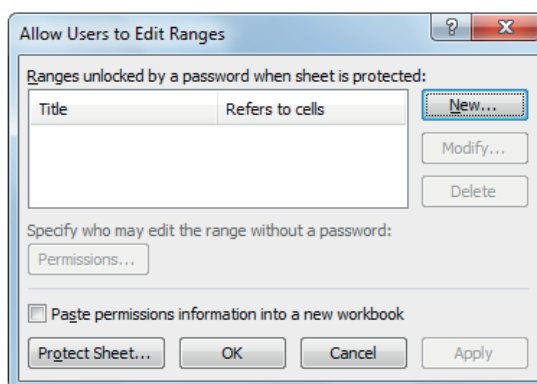 Allow Users to Edit Ranges
Ranges unlocked by a password when sheet is protected:
Title Refers to cells New...
Modify...
Delete
Specify who may edit the range without a password:
Permissions...
Paste permissions information into a new workbook
Protect Sheet... OK Cancel Apply